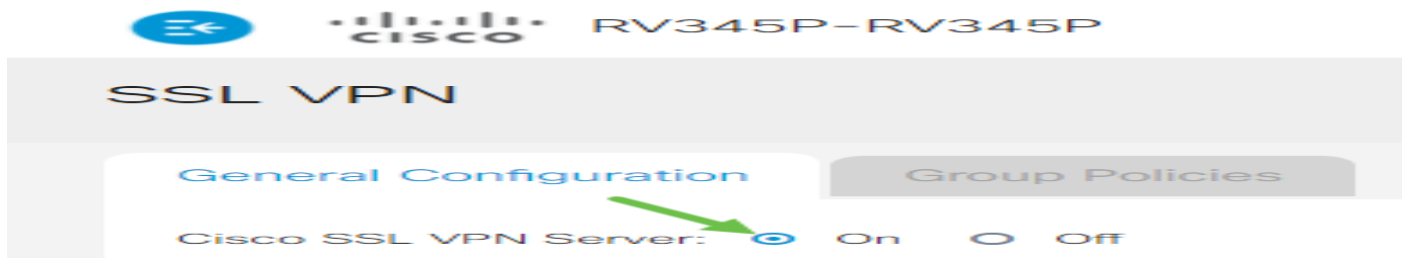 cisco RV345P-RV345P
SSL VPN
General Configuration Group Policies
Cisco SSL VPN Server: On Off